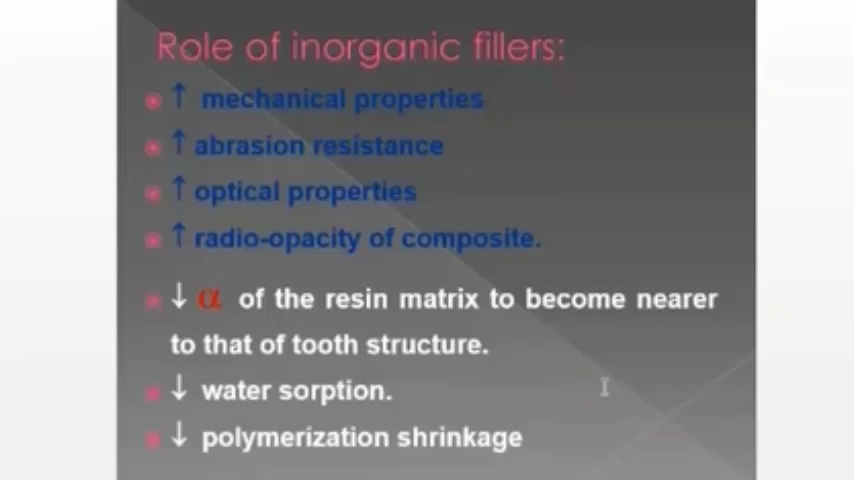 Role of inorganic fillers:
↑ mechanical properties
↑ abrasion resistance
↑ optical properties
↑ radio-opacity of composite.
↓ α of the resin matrix to become nearer
to that of tooth structure.
↓ water sorption.
↓ polymerization shrinkage